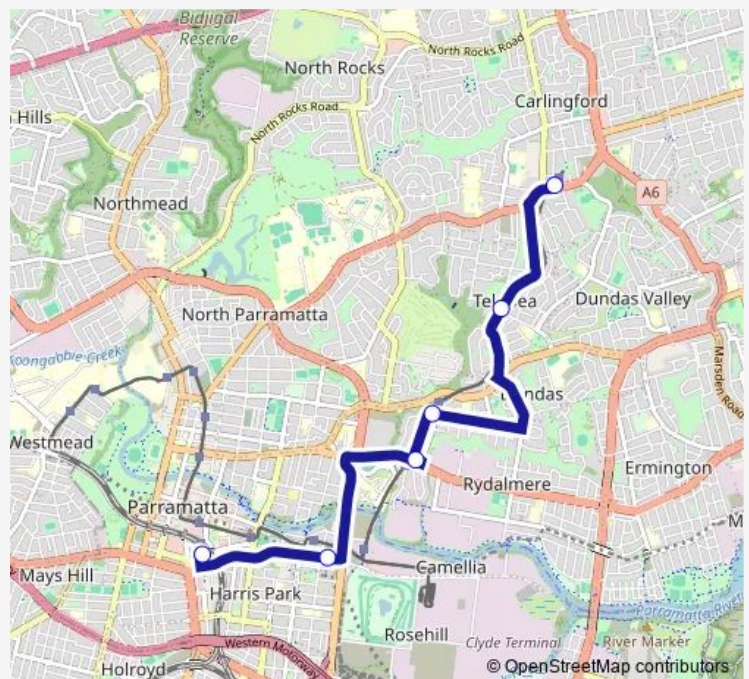 Bidjigal
Reserve
North Rocks Road
North Rocks
Carlingford
Hills
North Rocks Road
A6
Northmead
Dundas Valley
North Parramatta
Marsden Road
Westmead
Ermington
Rydalmere
Parramatta
Camellia
Mays Hill
Harris Park
Parramatta River
Rosehill
Clyde Terminal
River Marker
Western Motorway
Holroyd
© OpenStreetMap contributors